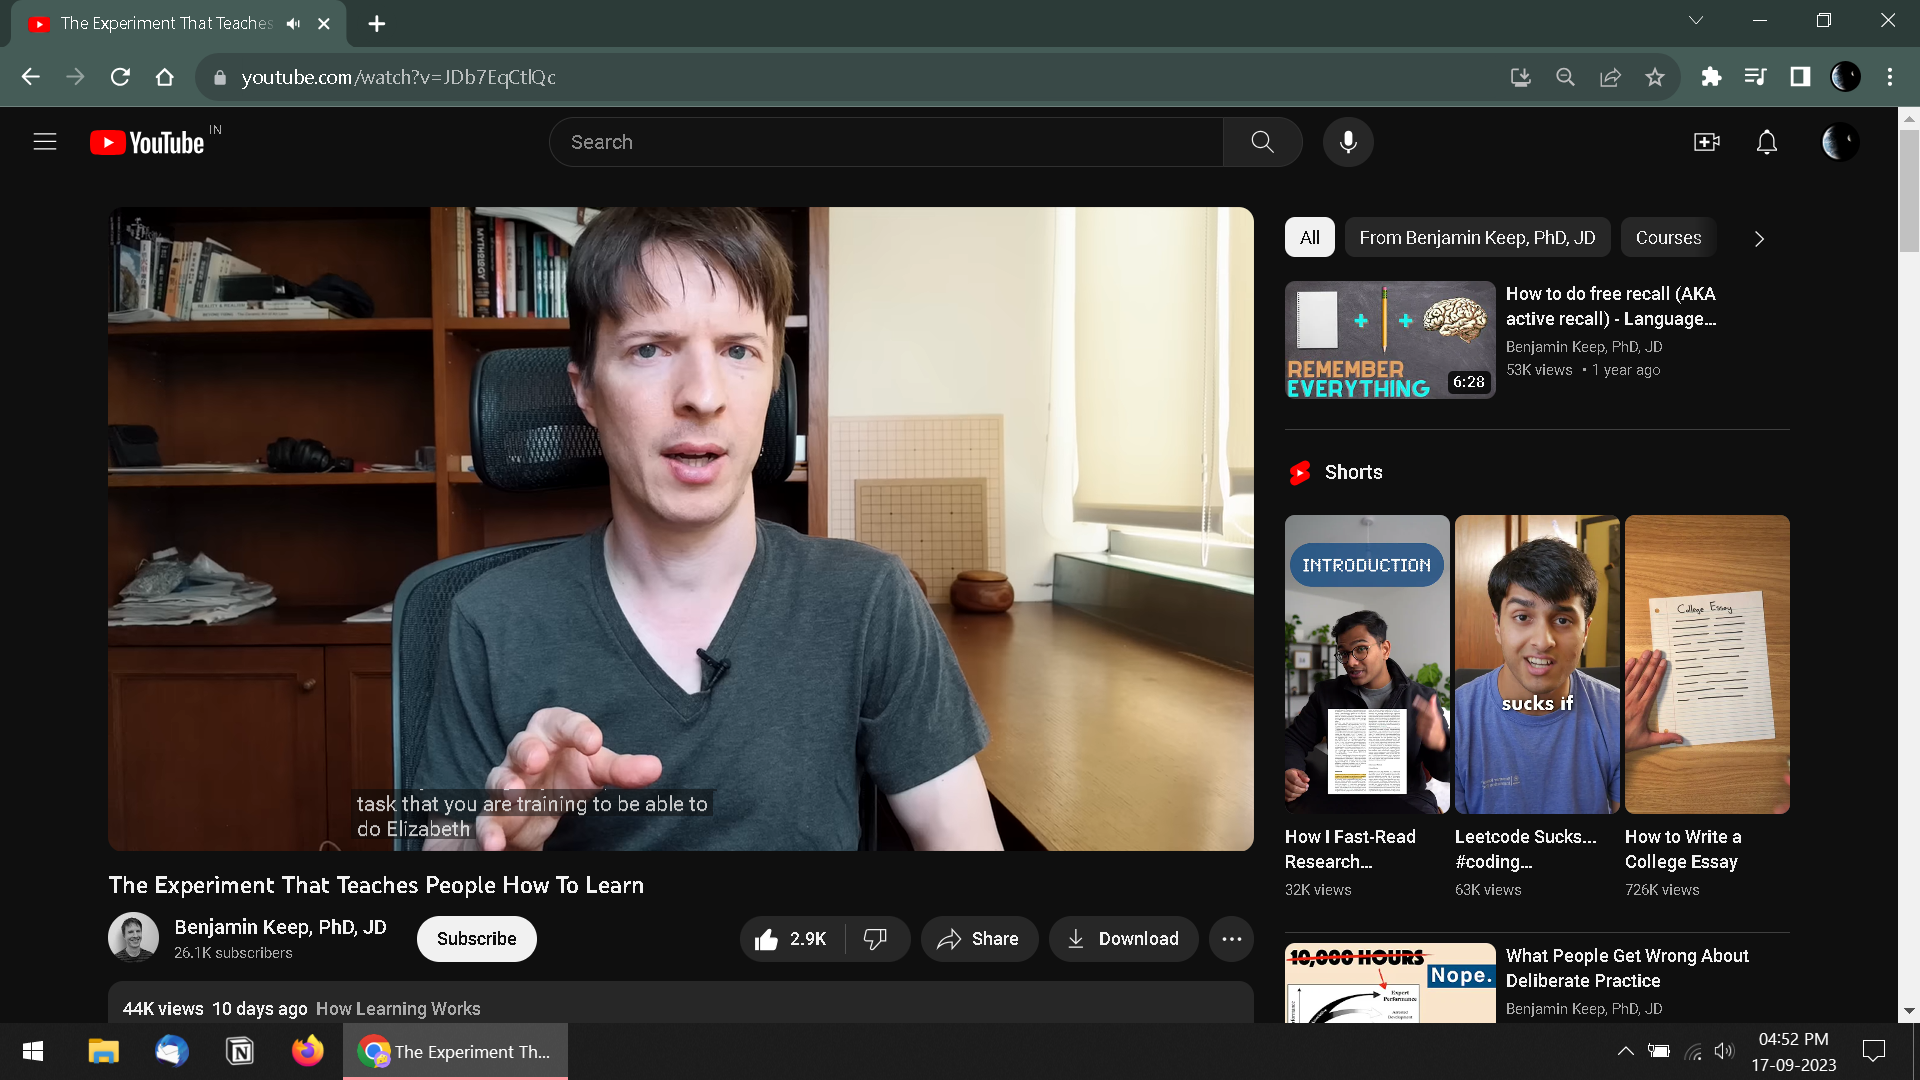 The Experiment That Teaches
youtube.com/watch?v=JDb7EqCtlQc
YouTube IN
Search
MYTHOLOGY
task that you are training to be able to
do Elizabeth
The Experiment That Teaches People How To Learn
Benjamin Keep, PhD, JD
26.1K subscribers
Subscribe
2.9K
Share
Download
44K views 10 days ago How Learning Works
All
From Benjamin Keep, PhD, JD
Courses
REMEMBER
EVERYTHING
6:28
How to do free recall (AKA
active recall) - Language...
Benjamin Keep, PhD, JD
53K views • 1 year ago
Shorts
INTRODUCTION
sucks if
College Essay
How I Fast-Read
Research...
32K views
Leetcode Sucks...
#coding...
63K views
How to Write a
College Essay
726K views
10,000 HOURS
Nope.
Expert
Performance
What People Get Wrong About
Deliberate Practice
Benjamin Keep, PhD, JD
The Experiment Th...
04:52 PM
17-09-2023